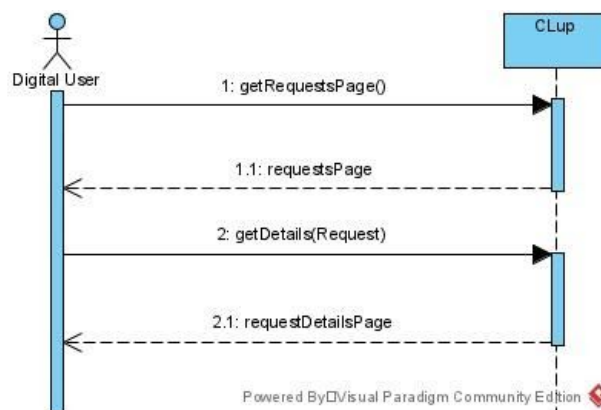 CLup
Digital User
1: getRequestsPage()
1.1: requestsPage
2: getDetails(Request)
2.1: requestDetailsPage
Powered By□Visual Paradigm Community Edition